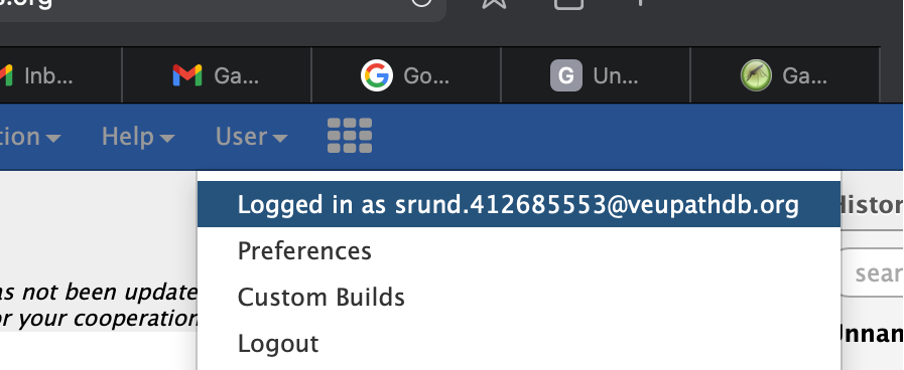 s.org
Inb...
Ga...
Go...
G
Un...
Ga...
tion
Help
User
Logged in as srund.412685553@veupathdb.org
Preferences
Custom Builds
Logout
as not been update
or your cooperation
Histor
sear
Unnan